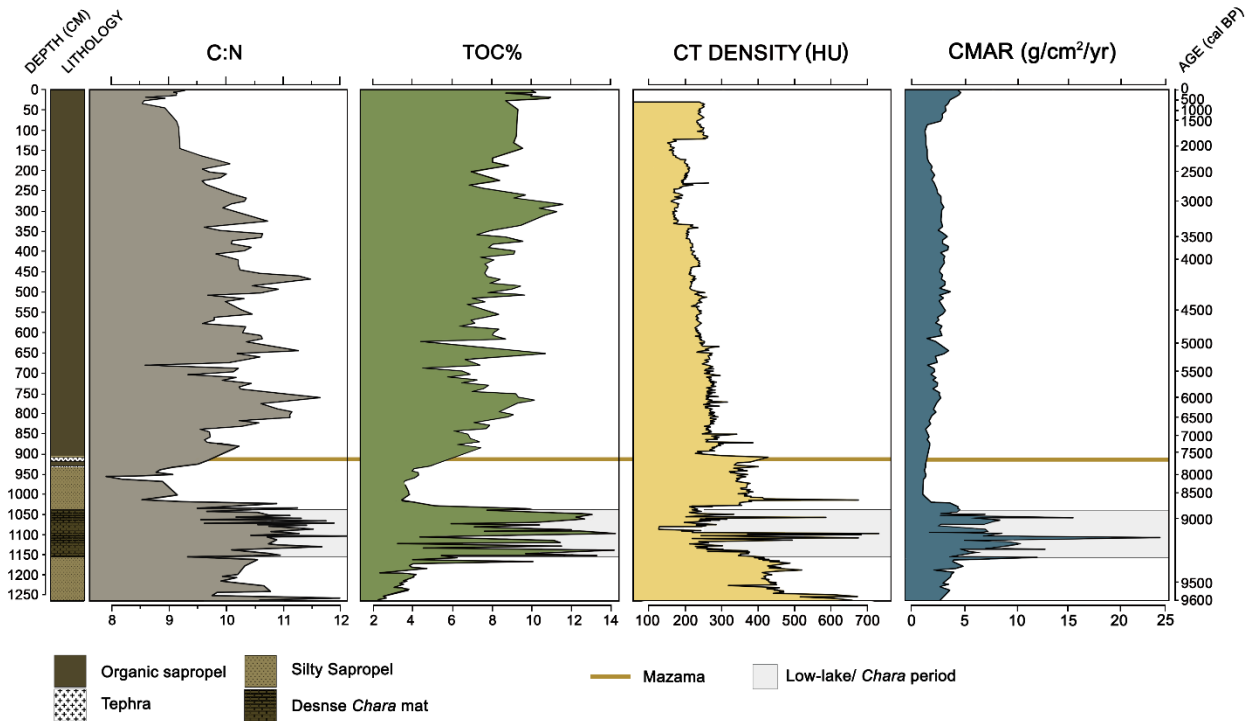 DEPTH (CM)
LITHOLOGY
C:N
TOC%
CT DENSITY (HU)
CMAR (g/cm²/yr)
AGE (cal BP)
0
50
100
150
200
250
300
350
400
450
500
550
600
650
700
750
800
850
900
950
1000
1050
1100
1150
1200
1250
0
500
1000
1500
2000
2500
3000
3500
4000
4500
5000
5500
6000
6500
7000
7500
8000
8500
9000
9500
9600
8 9 10 11 12
2 4 6 8 10 12 14
100 200 300 400 500 600 700
0 5 10 15 20 25
Organic sapropel
Silty Sapropel
Mazama
Low-lake/ Chara period
Tephra
Desnse Chara mat